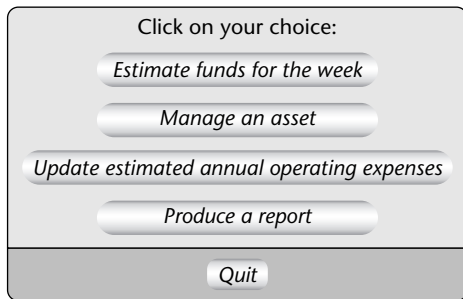 Click on your choice:
Estimate funds for the week
Manage an asset
Update estimated annual operating expenses
Produce a report
Quit